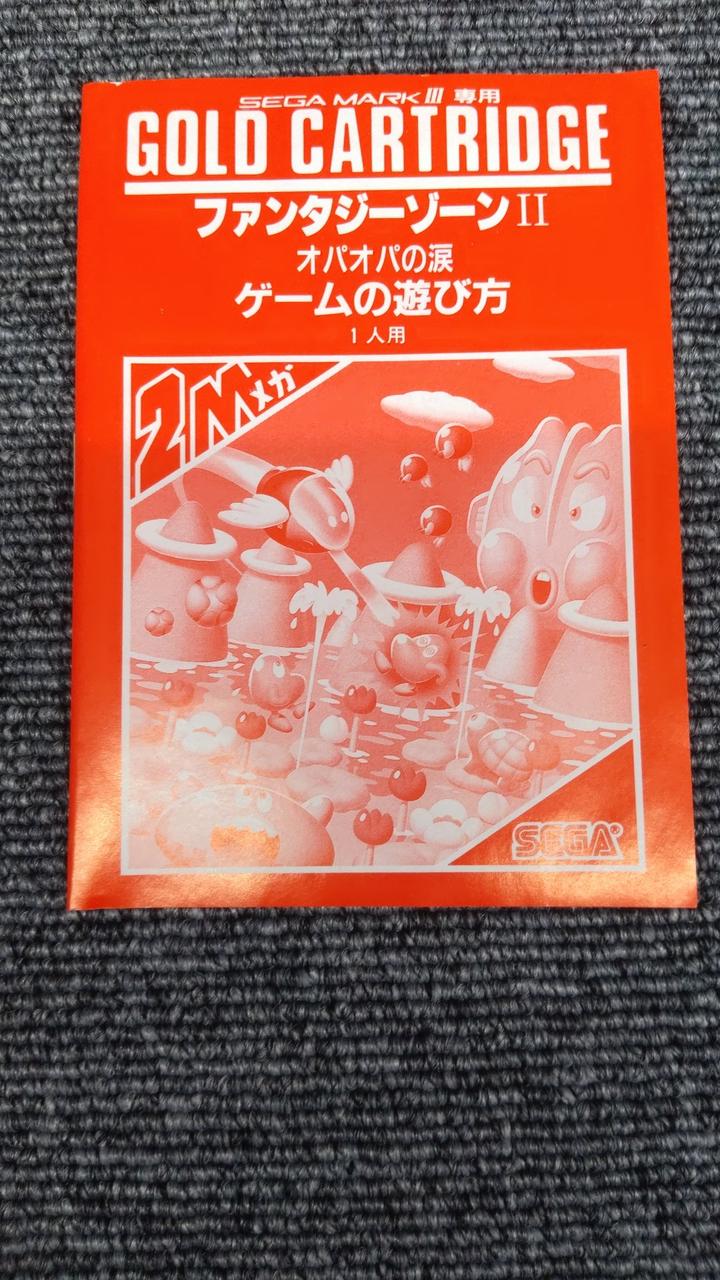 SEGA MARK III 専用
GOLD CARTRIDGE
ファンタジーゾーンII
オパオパの涙
ゲームの遊び方
1人用
2Mメガ
SEGA®